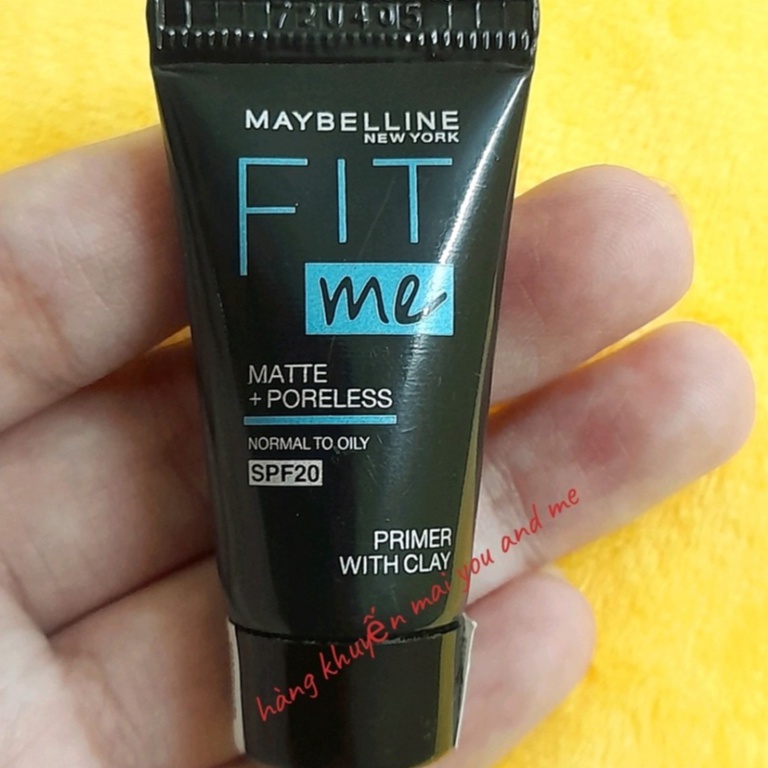 MAYBELLINE
NEW YORK
FIT
me
MATTE
+ PORELESS
NORMAL TO OILY
SPF20
PRIMER
WITH CLAY
hàng khuyến mai you and me